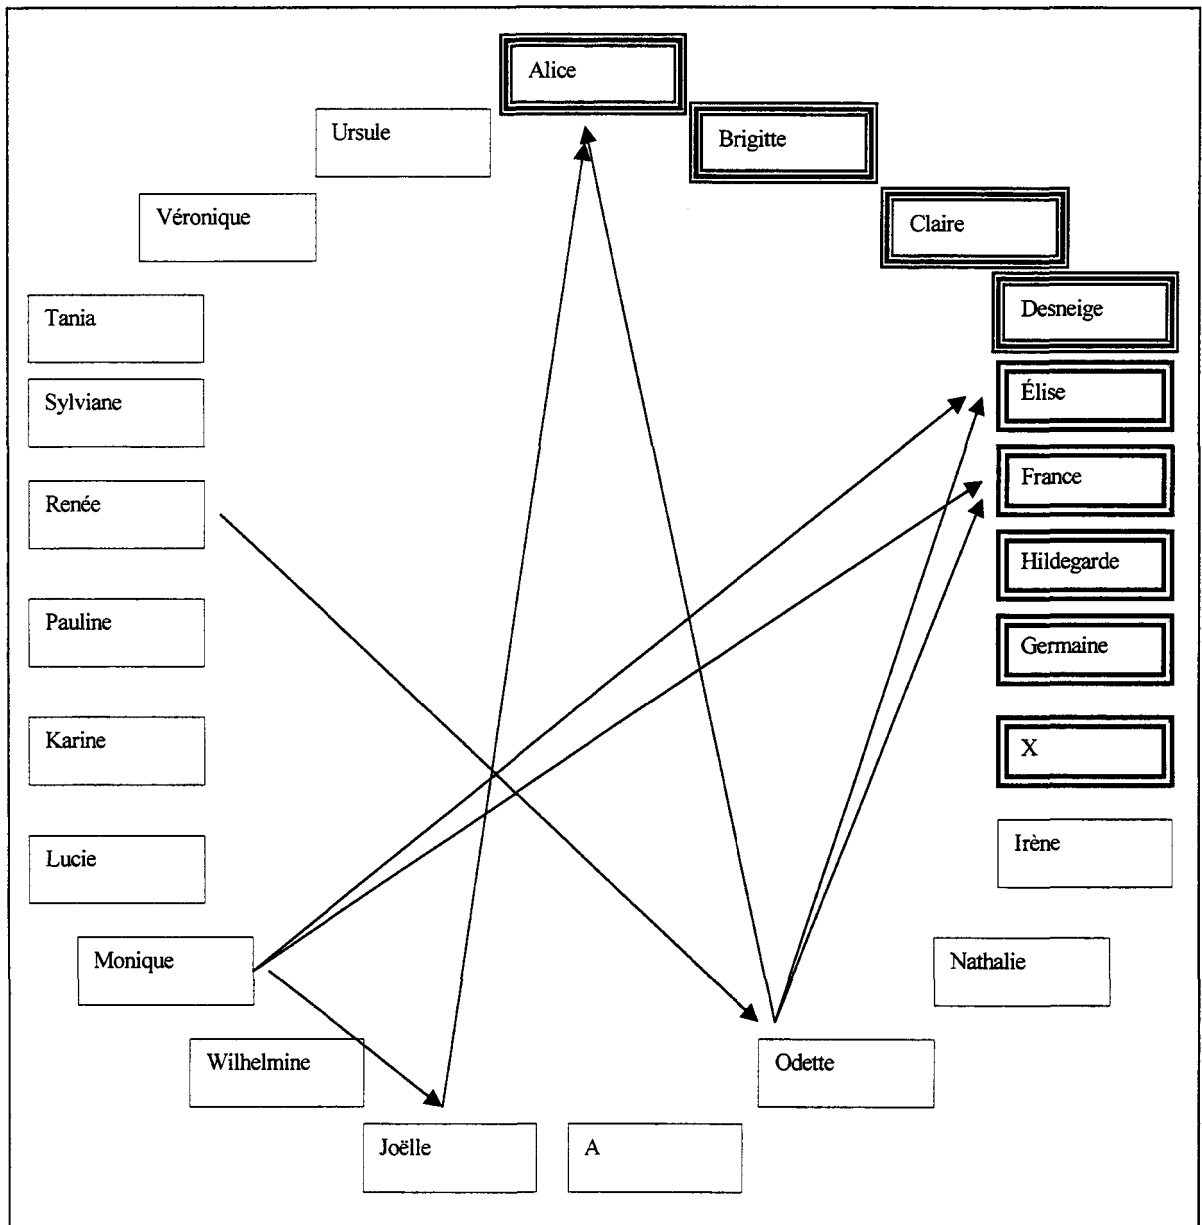 Alice
Ursule
Brigitte
Véronique
Claire
Tania
Desneige
Sylviane
Élise
Renée
France
Hildegarde
Pauline
Germaine
Karine
X
Lucie
Irène
Monique
Nathalie
Wilhelmine
Odette
Joëlle
A